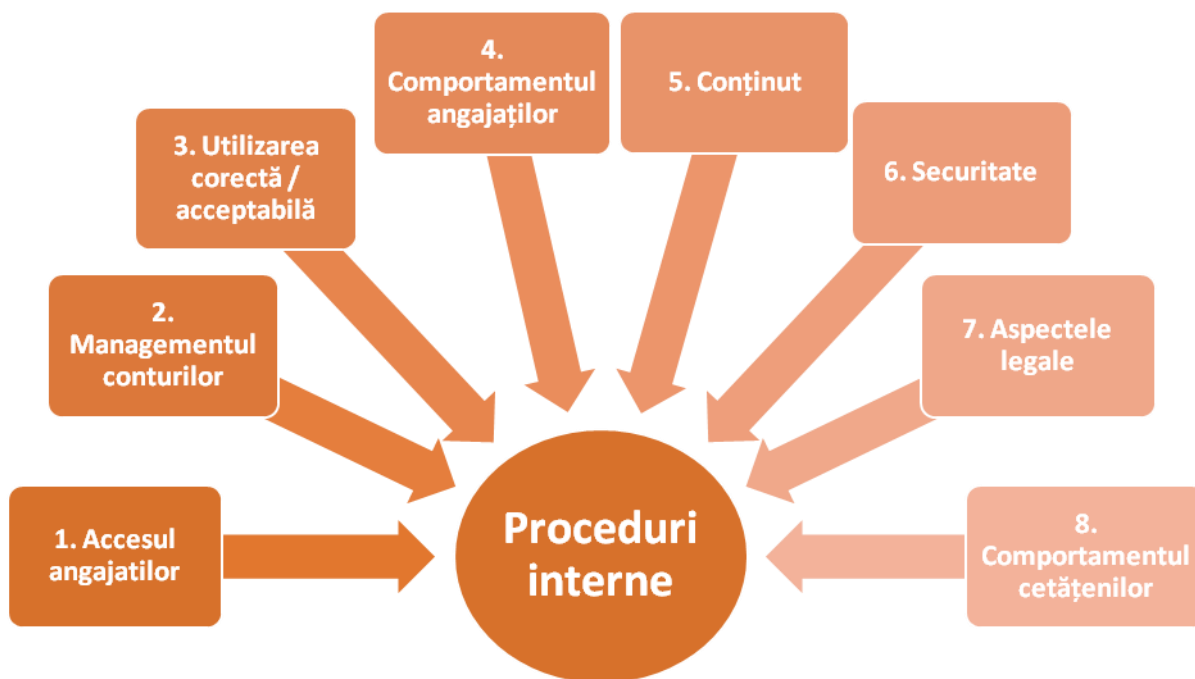 1. Accesul
angajatilor
2.
Managementul
conturilor
3. Utilizarea
corectă /
acceptabilă
4.
Comportamentul
angajaților
5. Conținut
6. Securitate
7. Aspectele
legale
8.
Comportamentul
cetățenilor
Proceduri
interne